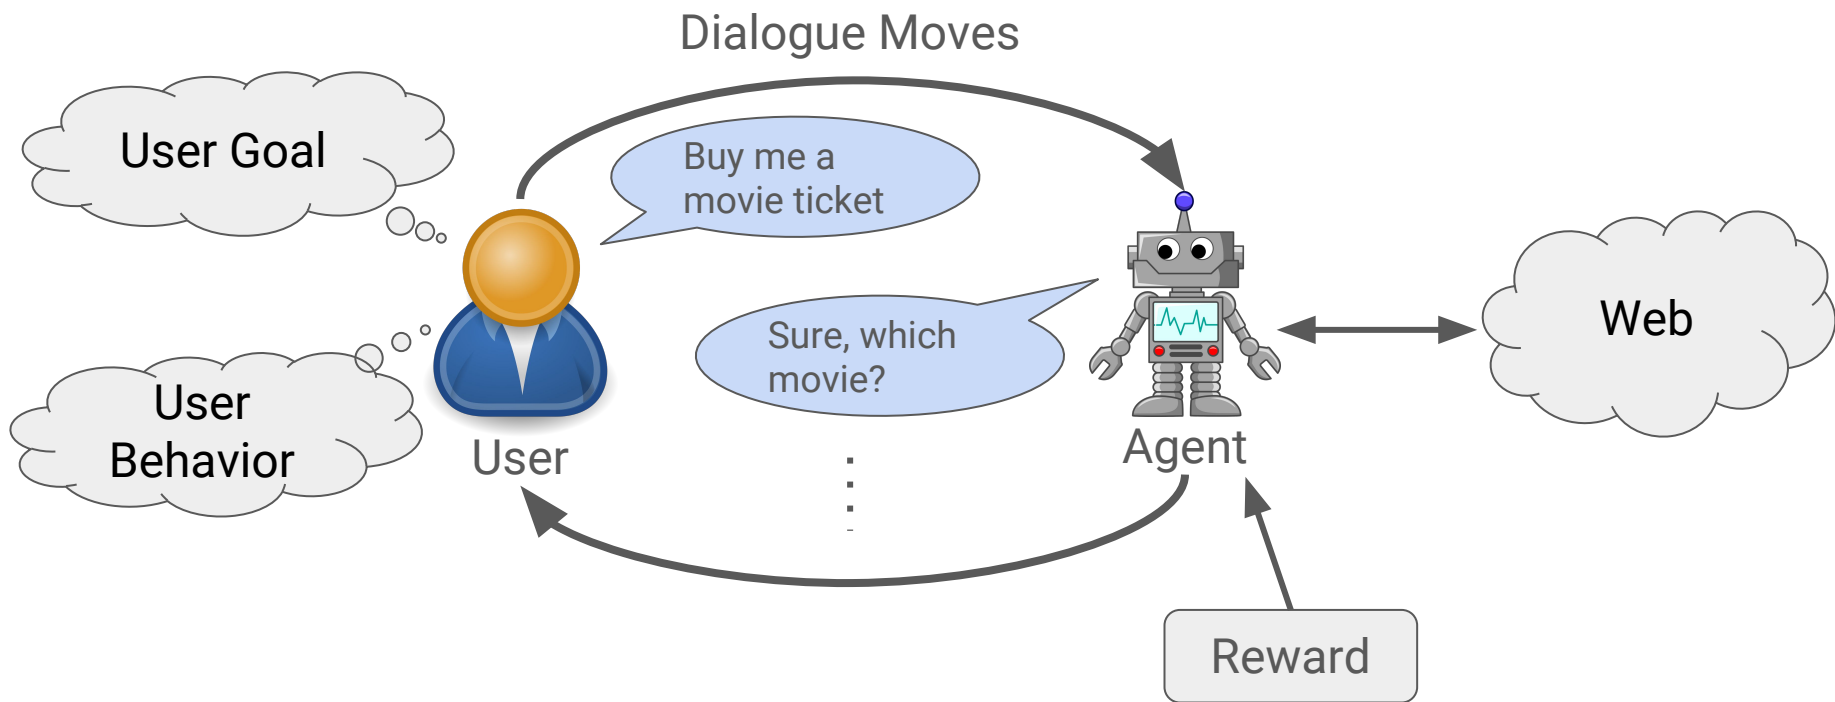 Dialogue Moves
User Goal
Buy me a
movie ticket
Sure, which
movie?
Web
User
Behavior
User
Agent
Reward